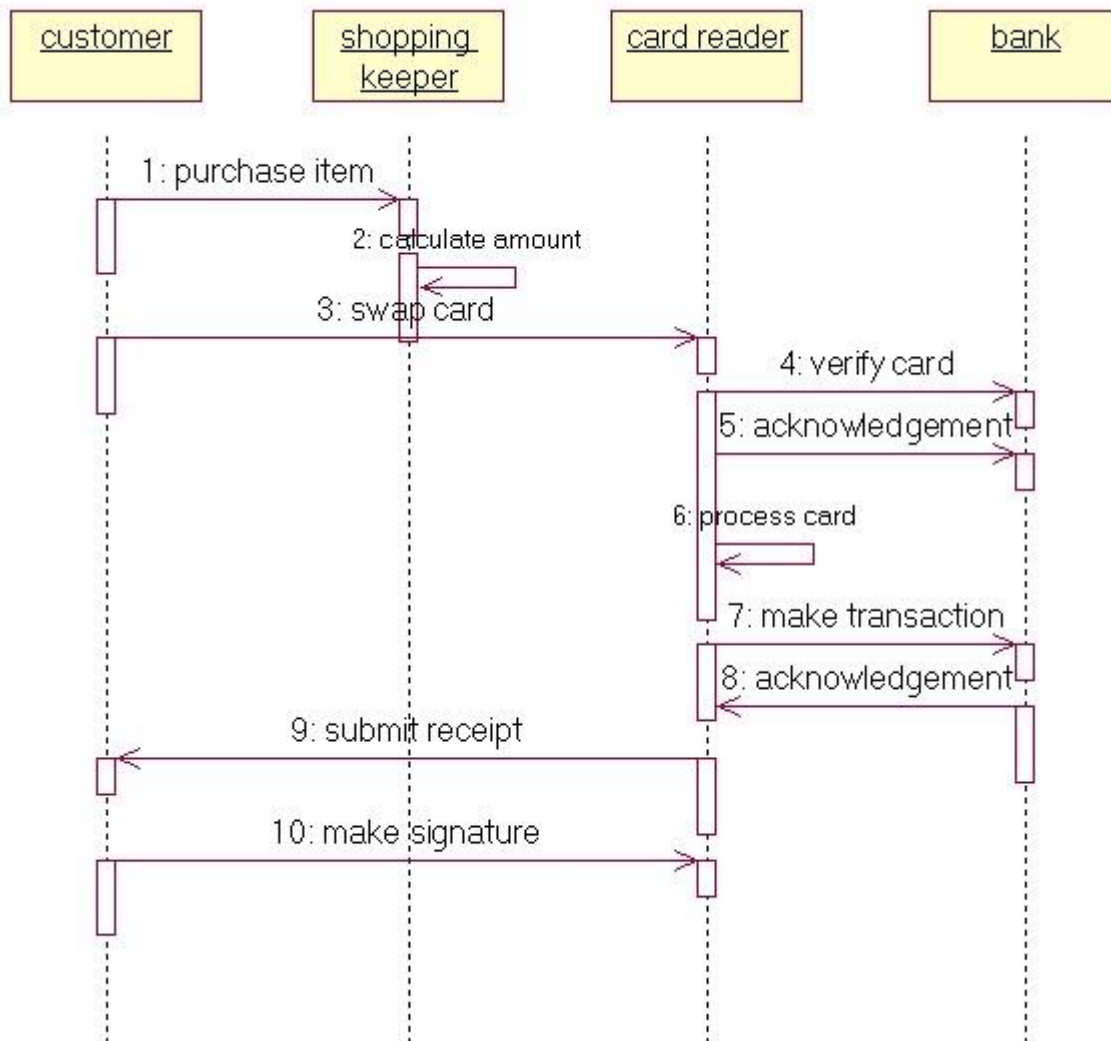 customer
shopping
keeper
card reader
bank
1: purchase item
2: calculate amount
3: swap card
4: verify card
5: acknowledgement
6: process card
7: make transaction
8: acknowledgement
9: submit receipt
10: make signature